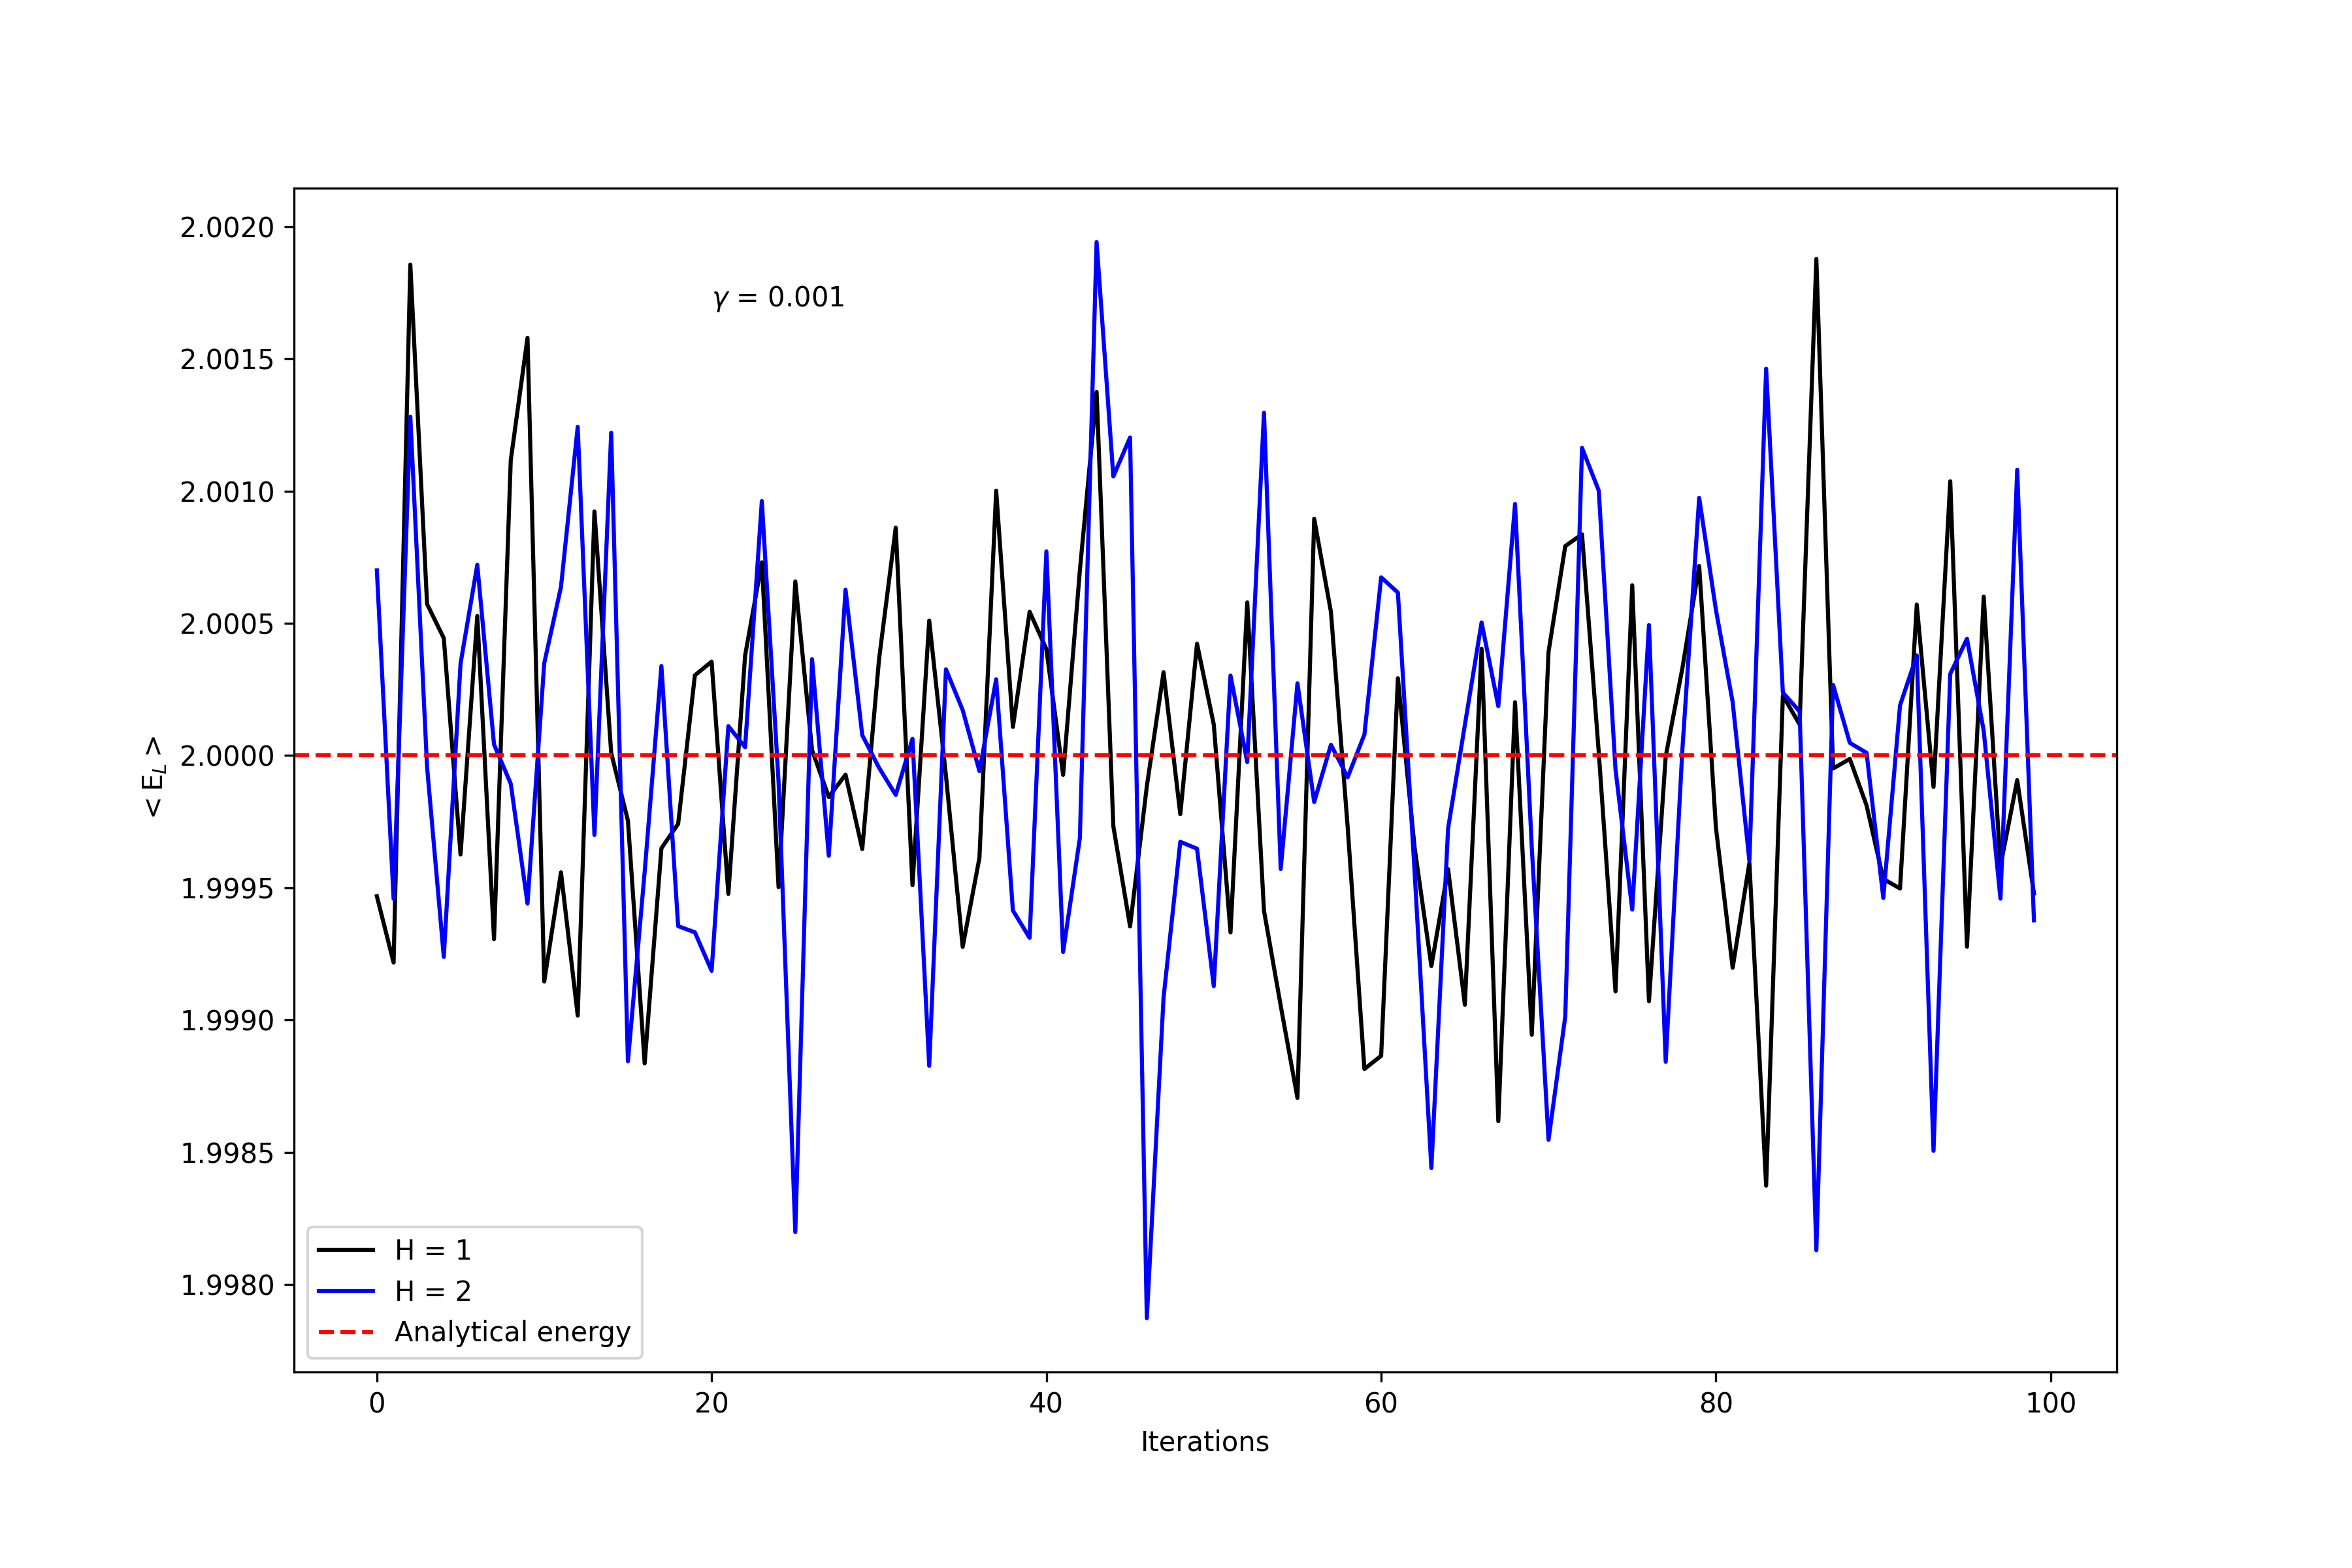 γ = 0.001
2.0020
2.0015
2.0010
2.0005
2.0000
1.9995
1.9990
1.9985
1.9980
< E_L >
H = 1
H = 2
Analytical energy
0 20 40 60 80 100
Iterations